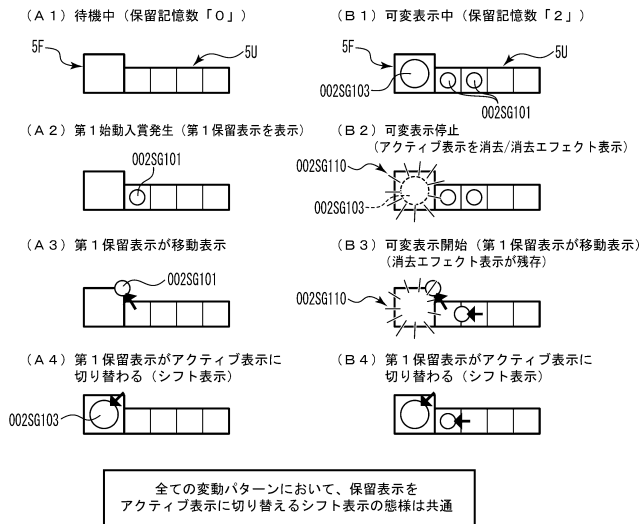 (A1) 待機中 (保留記憶数「0」)
5F
5U
(A2) 第1始動入賞発生 (第1保留表示を表示)
002SG101
(A3) 第1保留表示が移動表示
002SG101
(A4) 第1保留表示がアクティブ表示に
切り替わる (シフト表示)
002SG103
(B1) 可変表示中 (保留記憶数「2」)
5F
5U
002SG103
002SG101
(B2) 可変表示停止
(アクティブ表示を消去/消去エフェクト表示)
002SG110
002SG103
(B3) 可変表示開始 (第1保留表示が移動表示)
(消去エフェクト表示が残存)
002SG110
(B4) 第1保留表示がアクティブ表示に
切り替わる (シフト表示)
全ての変動パターンにおいて、保留表示を
アクティブ表示に切り替えるシフト表示の態様は共通